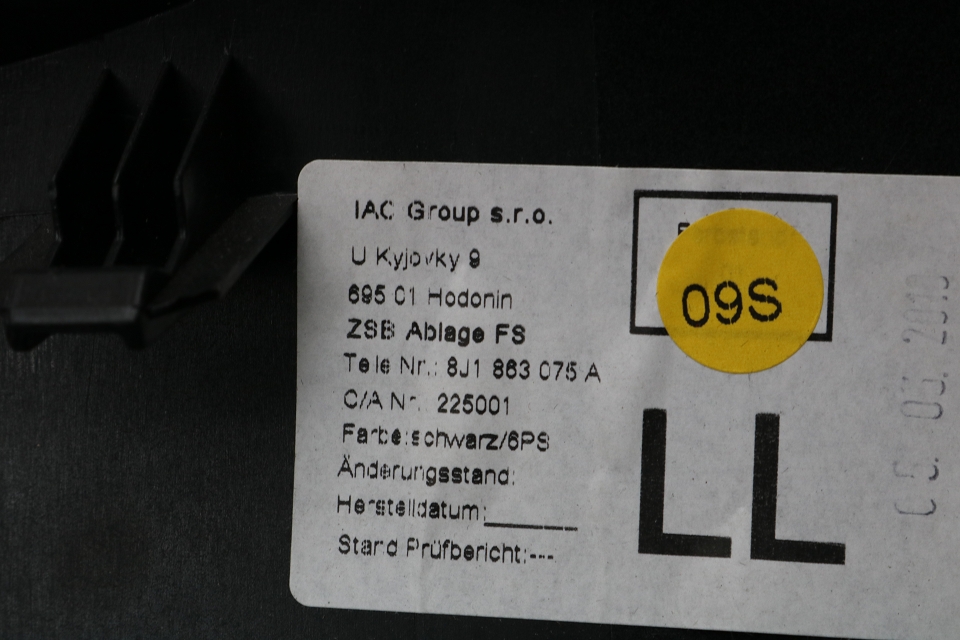 IAC Group s.r.o.
U Kyjovky 9
695 01 Hodonin
ZSB Ablage FS
Teile Nr.: 8J1 863 075 A
C/A Nr. 225001
Farbe:schwarz/6PS
Änderungsstand:
Herstelldatum:_______
Stand Prüfbericht:---
09S
LL